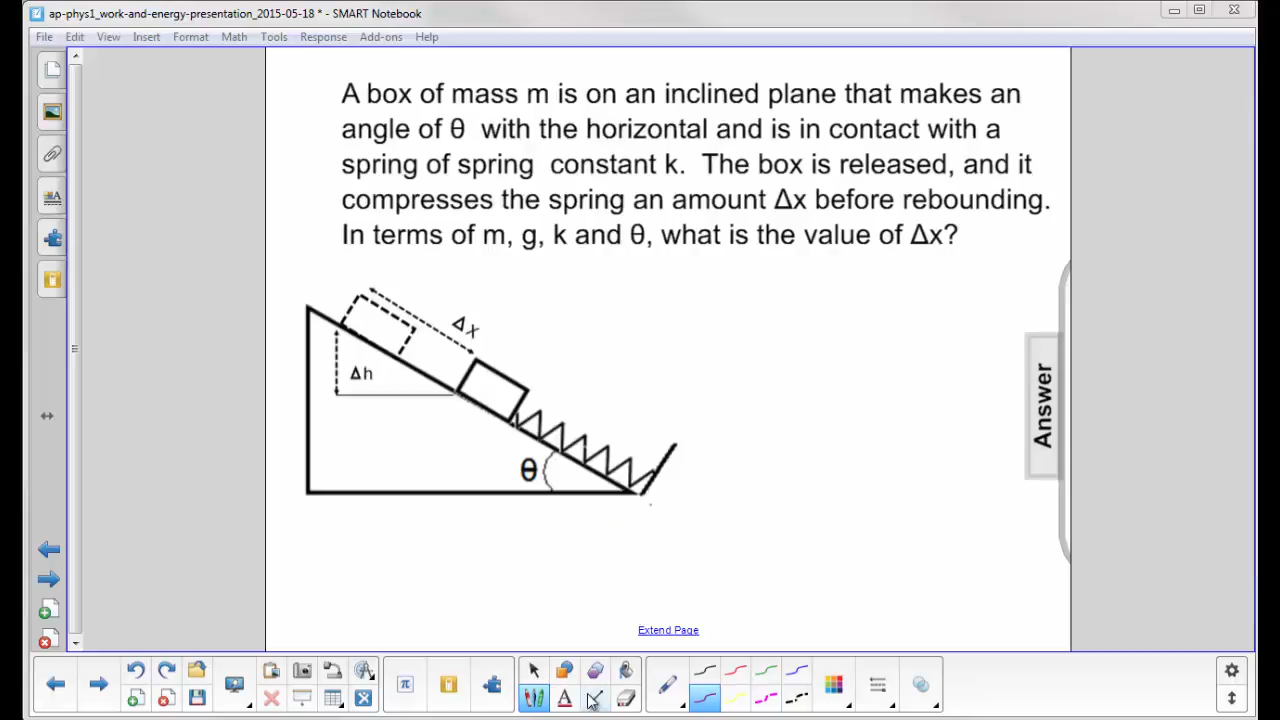 ap-phys1_work-and-energy-presentation_2015-05-18 * - SMART Notebook
File Edit View Insert Format Math Tools Response Add-ons Help
A box of mass m is on an inclined plane that makes an
angle of θ with the horizontal and is in contact with a
spring of spring constant k. The box is released, and it
compresses the spring an amount Δx before rebounding.
In terms of m, g, k and θ, what is the value of Δx?
Δx
Δh
θ
Answer
Extend Page
π
A